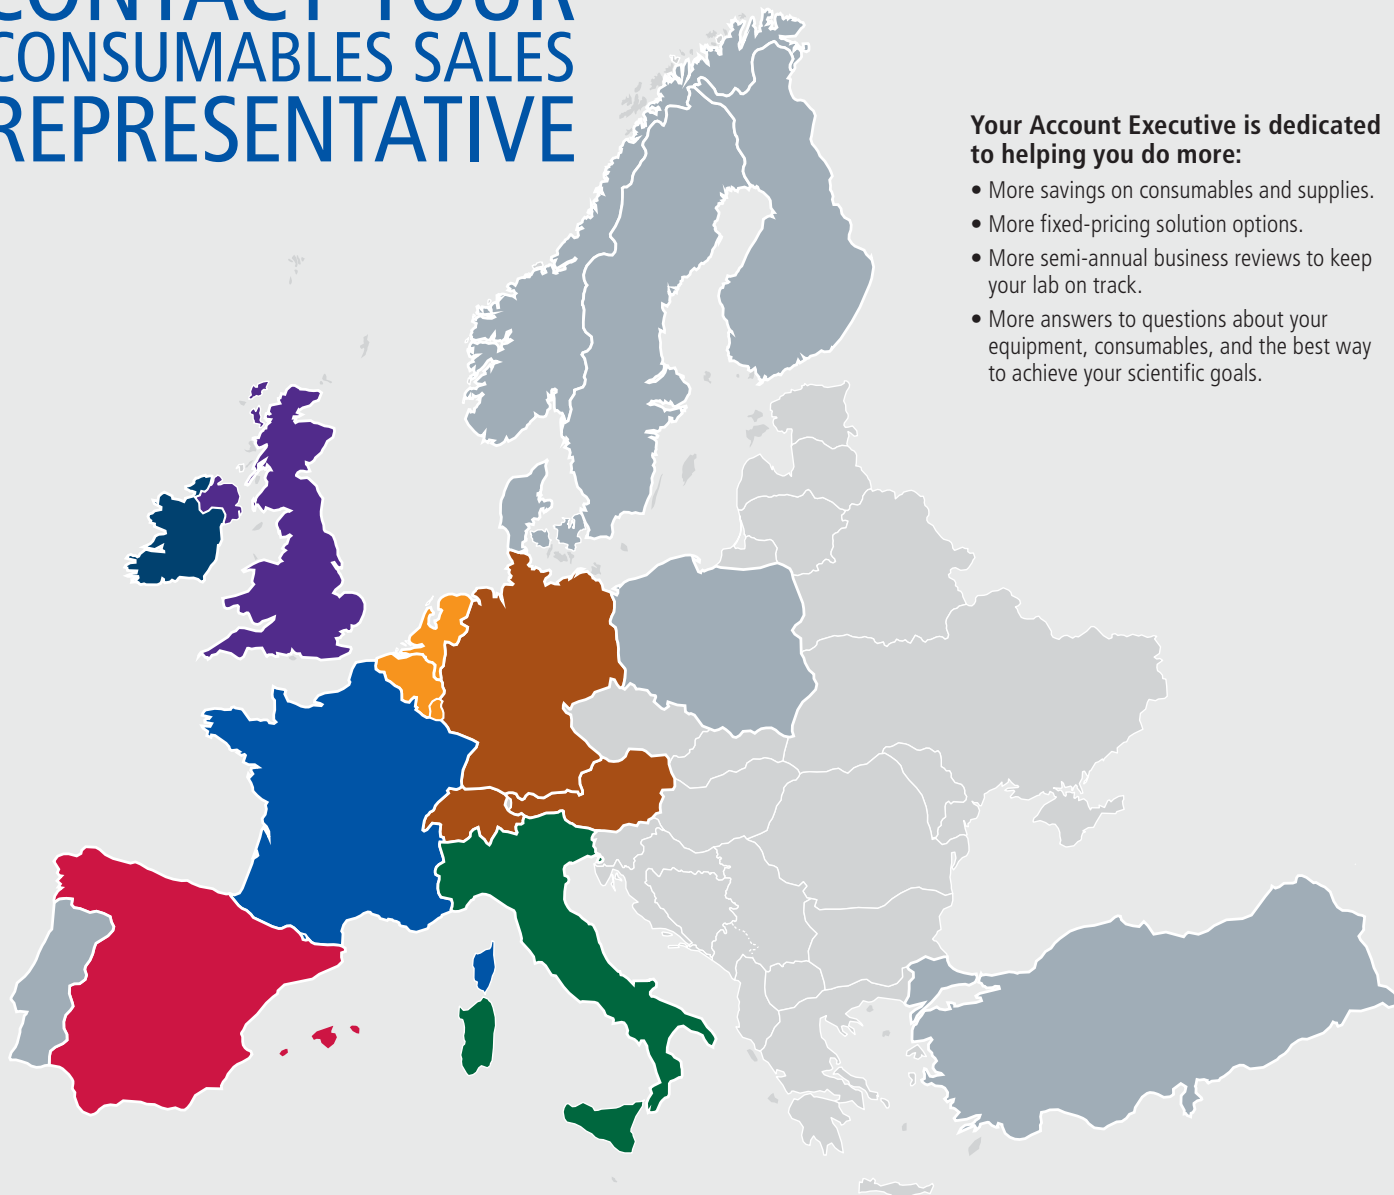 CONTACT YOUR
CONSUMABLES SALES
REPRESENTATIVE
Your Account Executive is dedicated
to helping you do more:
• More savings on consumables and supplies.
• More fixed-pricing solution options.
• More semi-annual business reviews to keep
your lab on track.
• More answers to questions about your
equipment, consumables, and the best way
to achieve your scientific goals.